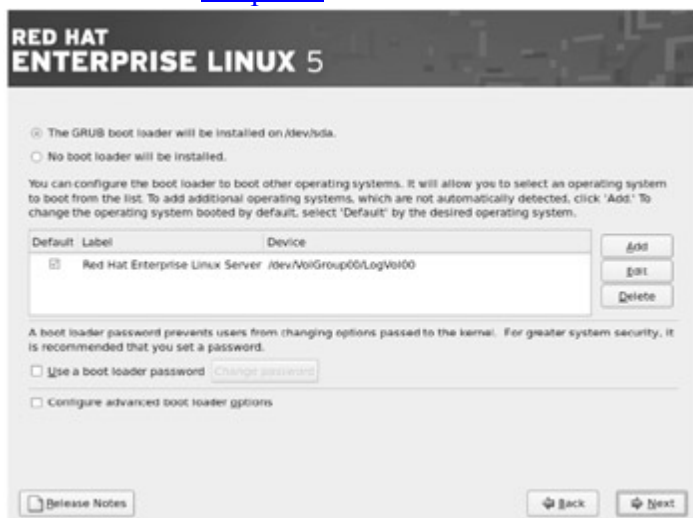 RED HAT
ENTERPRISE LINUX 5
The GRUB boot loader will be installed on /dev/sda.
No boot loader will be installed.
You can configure the boot loader to boot other operating systems. It will allow you to select an operating system
to boot from the list. To add additional operating systems, which are not automatically detected, click 'Add.' To
change the operating system booted by default, select 'Default' by the desired operating system.
Default Label Device
Red Hat Enterprise Linux Server /dev/VolGroup00/LogVol00
Add
Edit
Delete
A boot loader password prevents users from changing options passed to the kernel. For greater system security, it
is recommended that you set a password.
Use a boot loader password Change password
Configure advanced boot loader options
Release Notes
Back
Next